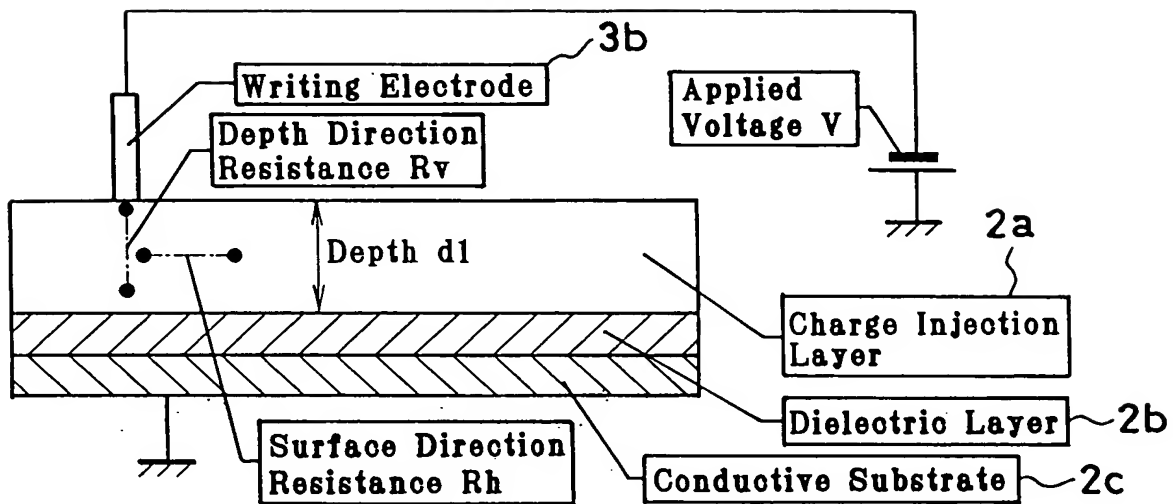 3b
Writing Electrode
Applied
Voltage V
Depth Direction
Resistance Rv
2a
Depth d1
Charge Injection
Layer
Dielectric Layer
2b
Surface Direction
Resistance Rh
Conductive Substrate
2c